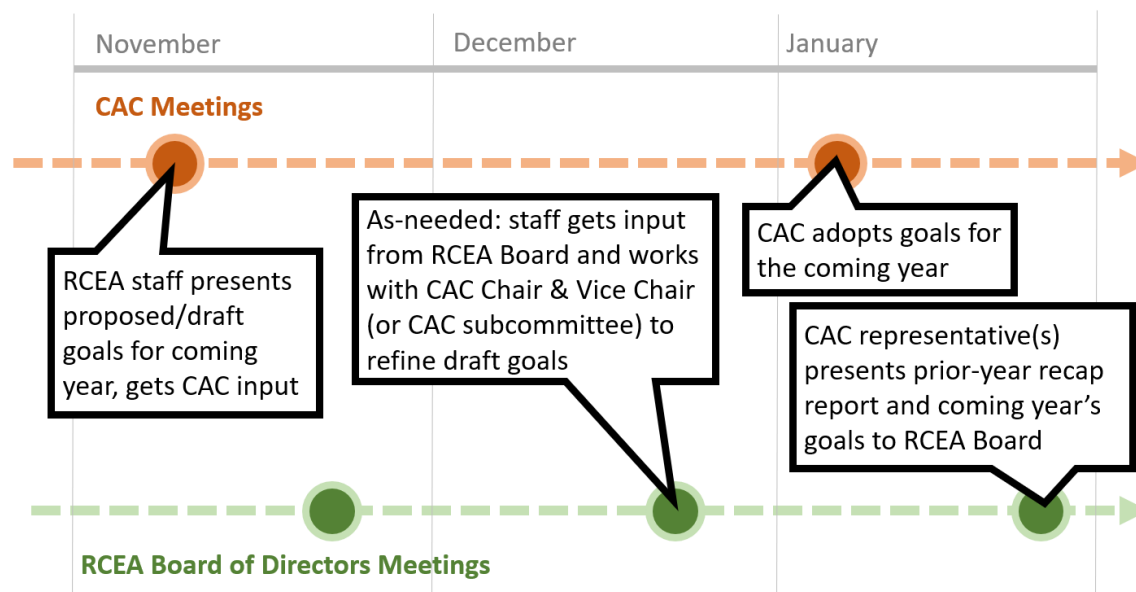 November
December
January
CAC Meetings
RCEA staff presents
proposed/draft
goals for coming
year, gets CAC input
As-needed: staff gets input
from RCEA Board and works
with CAC Chair & Vice Chair
(or CAC subcommittee) to
refine draft goals
CAC adopts goals for
the coming year
CAC representative(s)
presents prior-year recap
report and coming year’s
goals to RCEA Board
RCEA Board of Directors Meetings